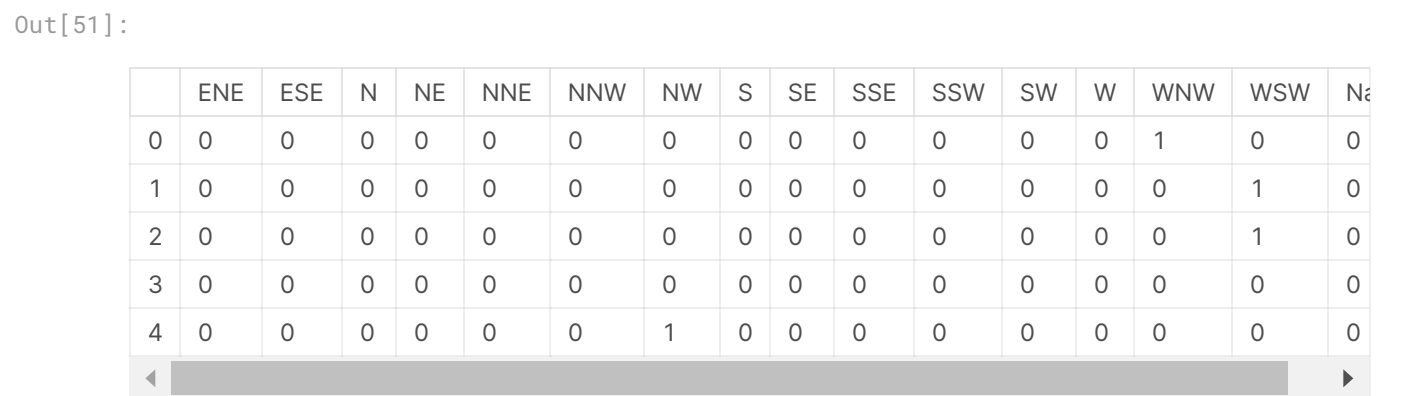 Out[51]:
ENE ESE N NE NNE NNW NW S SE SSE SSW SW W WNW WSW
0 0 0 0 0 0 0 0 0 0 0 0 0 0 1 0 0
1 0 0 0 0 0 0 0 0 0 0 0 0 0 0 1 0
2 0 0 0 0 0 0 0 0 0 0 0 0 0 0 1 0
3 0 0 0 0 0 0 0 0 0 0 0 0 0 0 0 0
4 0 0 0 0 0 0 1 0 0 0 0 0 0 0 0 0